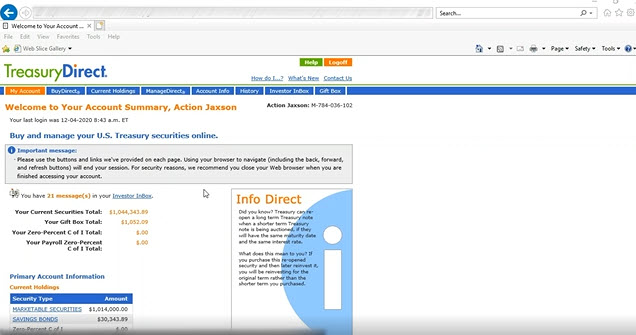 Search...
Welcome to Your Account ...
File Edit View Favorites Tools Help
Web Slice Gallery
Page Safety Tools
Help Logoff
TreasuryDirect
How do I...? What's New Contact Us
My Account BuyDirect® Current Holdings ManageDirect® Account Info History Investor InBox Gift Box
Welcome to Your Account Summary, Action Jaxson
Action Jaxson: M-784-036-102
Your last login was 12-04-2020 8:43 a.m. ET
Buy and manage your U.S. Treasury securities online.
Important message:
· Please use the buttons and links we've provided on each page. Using your browser to navigate (including the back, forward,
and refresh buttons) will end your session. For security reasons, we recommend you close your Web browser when you are
finished accessing your account.
You have 21 message(s) in your Investor InBox.
Your Current Securities Total: $1,044,343.89
Your Gift Box Total: $1,052.09
Your Zero-Percent C of I Total: $.00
Your Payroll Zero-Percent $.00
C of I Total:
Info Direct
Did you know? Treasury can re-
open a long term Treasury note
when a shorter term Treasury
note is being auctioned, if they
will have the same maturity date
and the same interest rate.
What does this mean to you? If
you purchase this re-opened
security and then later reinvest it,
you will be reinvesting for the
original term rather than the
shorter term you purchased.
Primary Account Information
Current Holdings
Security Type Amount
MARKETABLE SECURITIES $1,014,000.00
SAVINGS BONDS $30,343.89
Zero-Percent C of I $.00